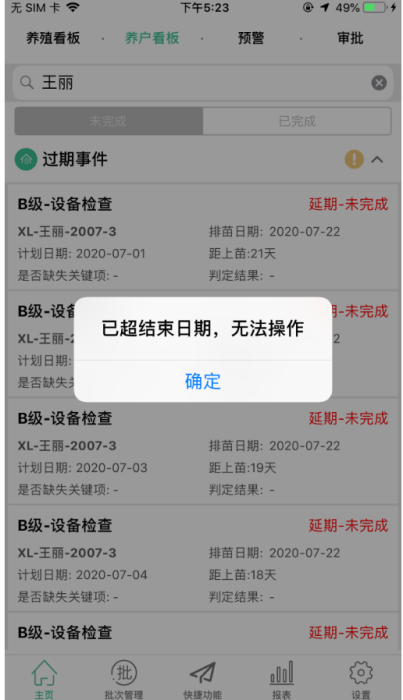 无 SIM 卡 下午5:23 49%
养殖看板 · 养户看板 · 预警 · 审批
王丽
未完成 已完成
过期事件
B级-设备检查 延期-未完成
XL-王丽-2007-3 排苗日期: 2020-07-22
计划日期: 2020-07-01 距上苗:21天
是否缺失关键项: - 判定结果: -
B级-设 未完成
XL-王丽-2 2
计划日期:
是否缺失
已超结束日期，无法操作
确定
B级-设备检查 延期-未完成
XL-王丽-2007-3 排苗日期: 2020-07-22
计划日期: 2020-07-03 距上苗:19天
是否缺失关键项: - 判定结果: -
B级-设备检查 延期-未完成
XL-王丽-2007-3 排苗日期: 2020-07-22
计划日期: 2020-07-04 距上苗:18天
是否缺失关键项: - 判定结果: -
B级-设备检查 延期-未完成
批
主页 批次管理 快捷功能 报表 设置